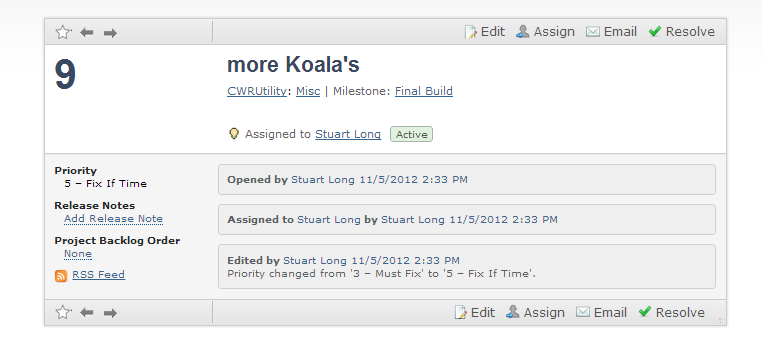 Edit Assign Email Resolve
9
more Koala's
CWRUtility: Misc | Milestone: Final Build
Assigned to Stuart Long Active
Priority
5 – Fix If Time
Release Notes
Add Release Note
Project Backlog Order
None
RSS Feed
Opened by Stuart Long 11/5/2012 2:33 PM
Assigned to Stuart Long by Stuart Long 11/5/2012 2:33 PM
Edited by Stuart Long 11/5/2012 2:33 PM
Priority changed from '3 – Must Fix' to '5 – Fix If Time'.
Edit Assign Email Resolve